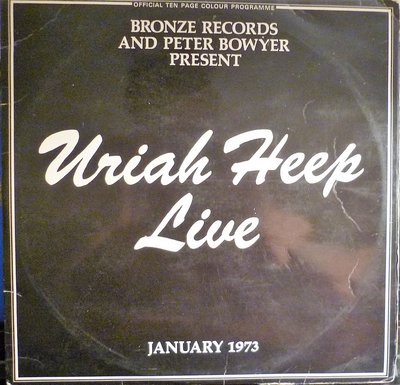 OFFICIAL TEN PAGE COLOUR PROGRAMME
BRONZE RECORDS
AND PETER BOWYER
PRESENT
Uriah Heep
Live
JANUARY 1973